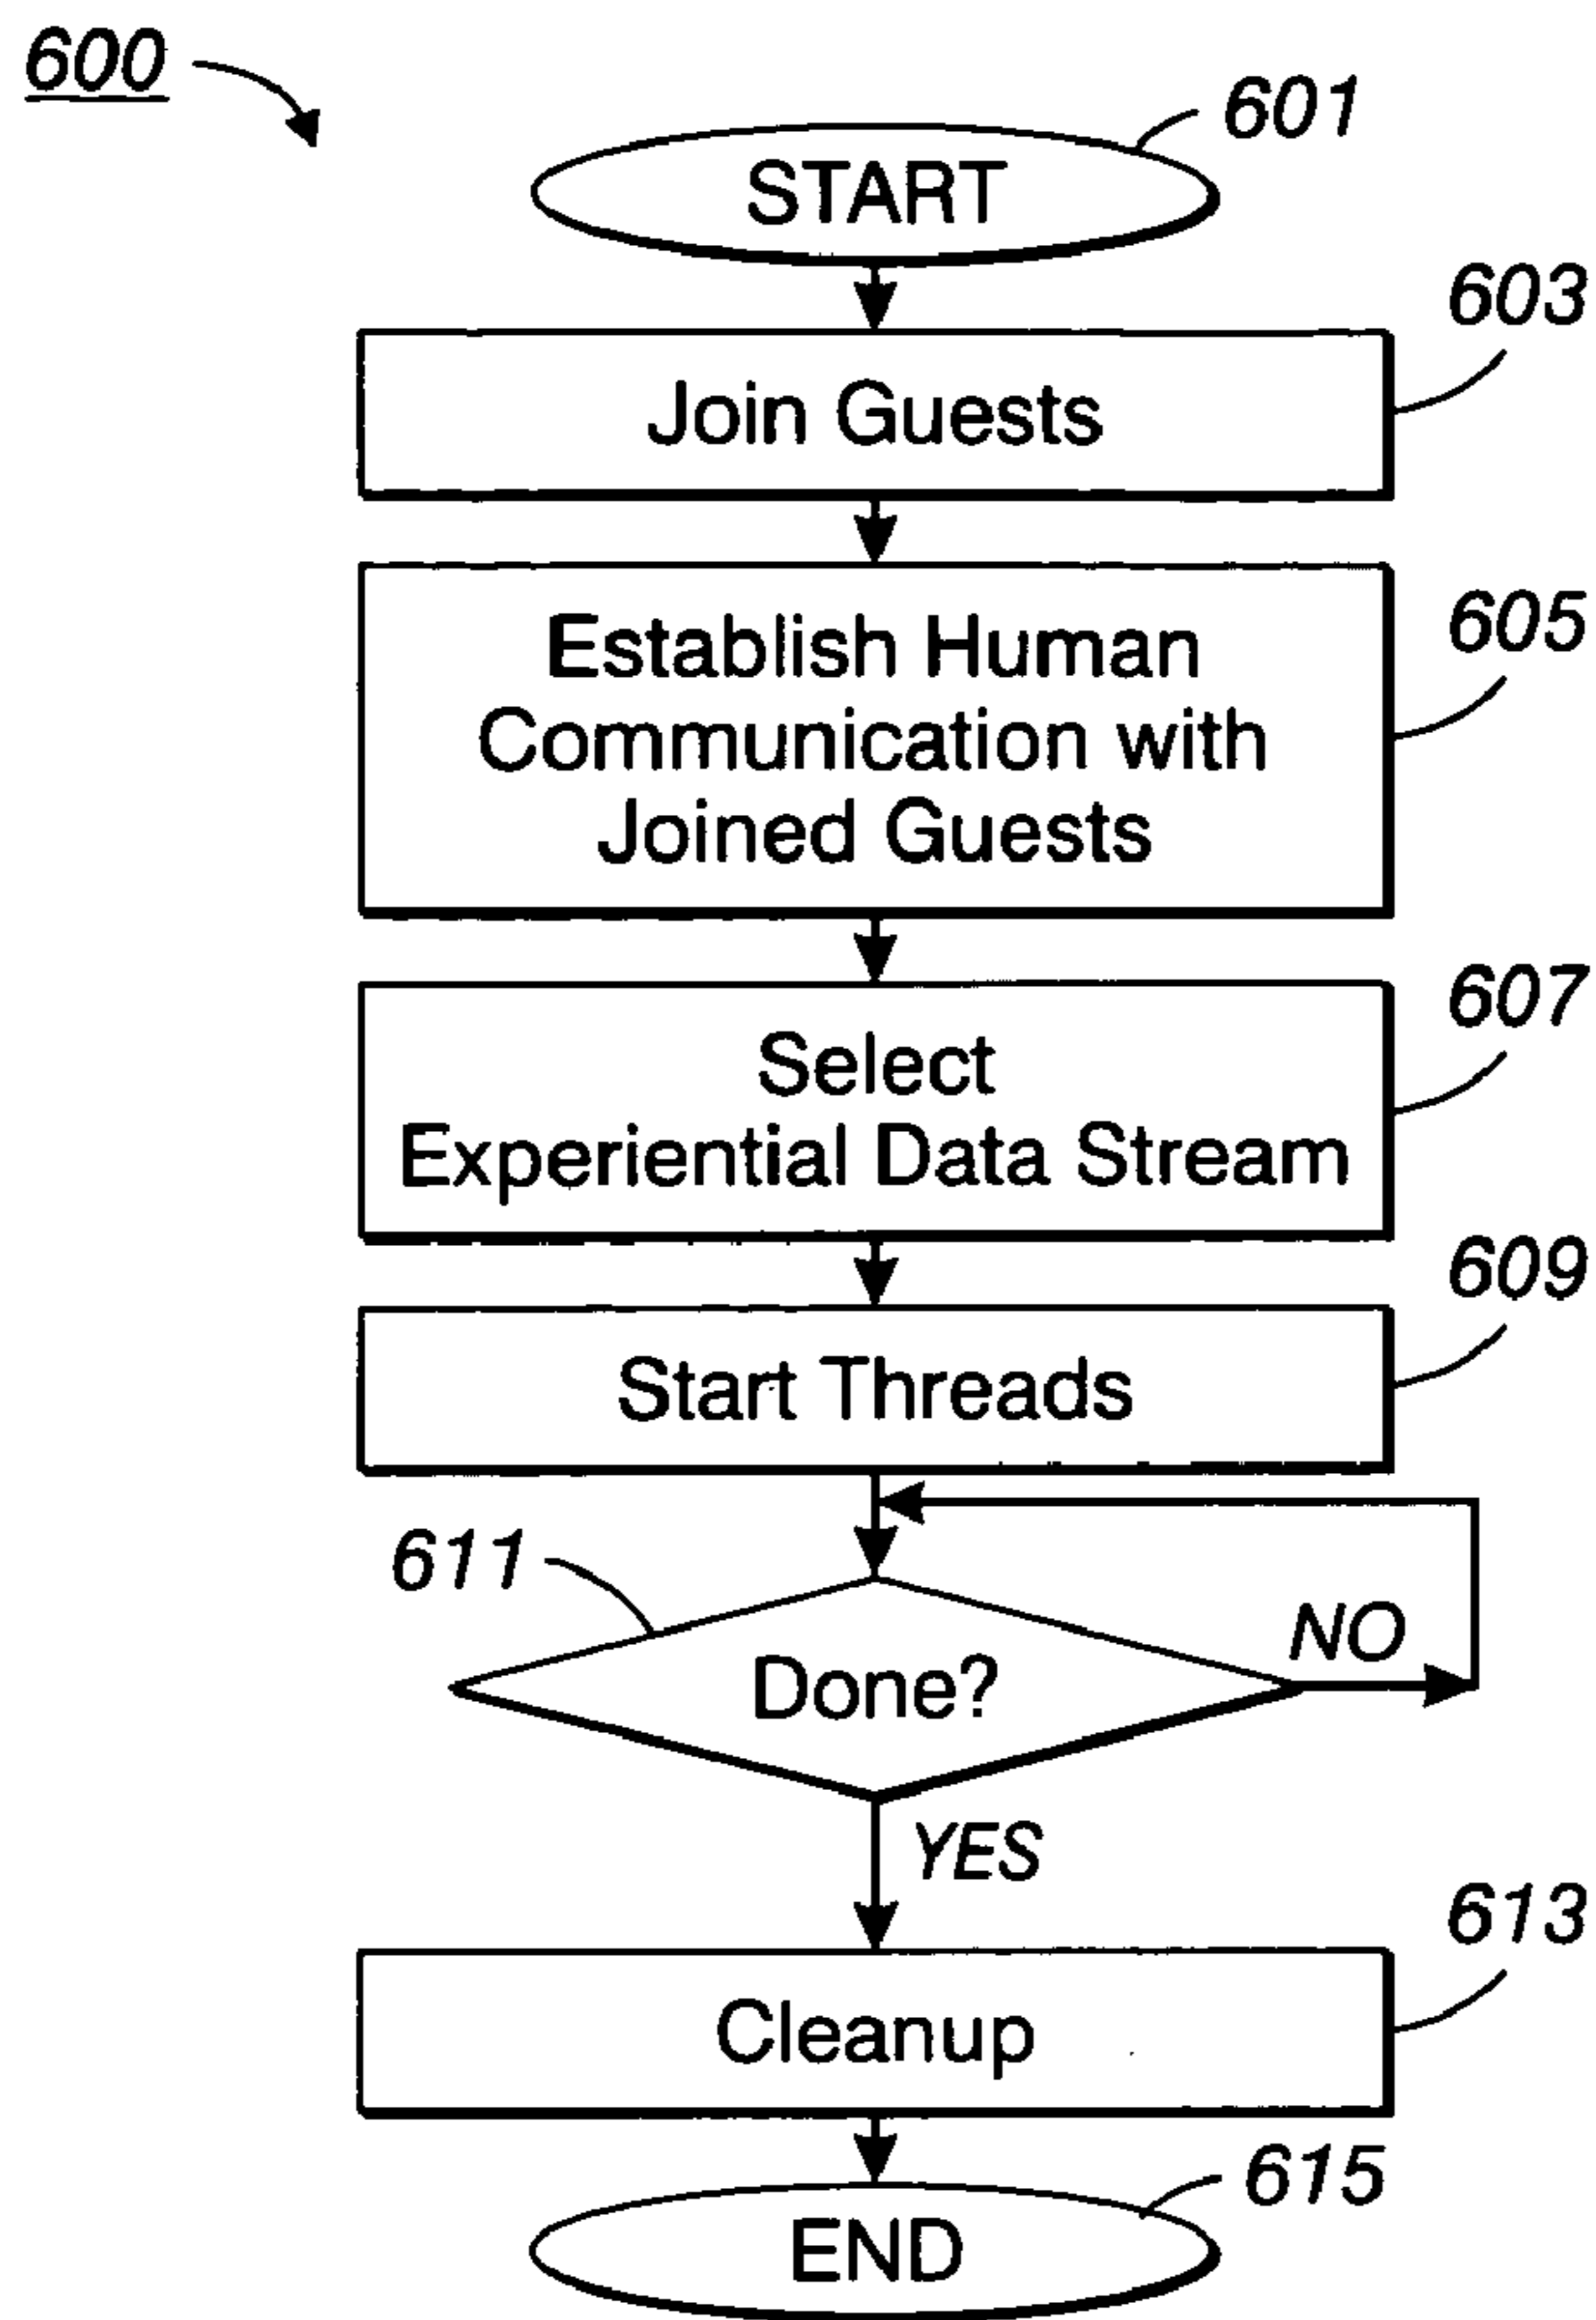 600
601
START
603
Join Guests
605
Establish Human
Communication with
Joined Guests
607
Select
Experiential Data Stream
609
Start Threads
611
Done?
NO
YES
613
Cleanup
615
END